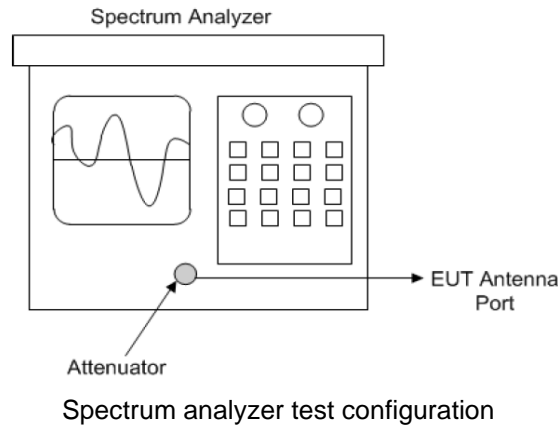 Spectrum Analyzer
EUT Antenna
Port
Attenuator
Spectrum analyzer test configuration